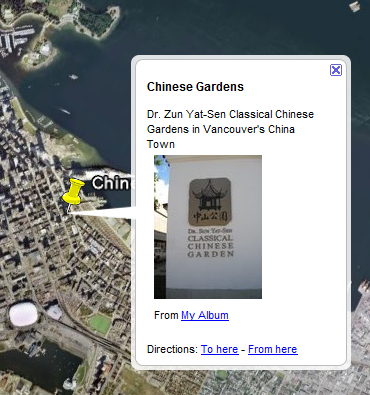 Chinese Gardens
Dr. Zun Yat-Sen Classical Chinese
Gardens in Vancouver's China
Town
Chin
中山公園
DR. SUN YAT-SEN
CLASSICAL
CHINESE
GARDEN
From My Album
Directions: To here - From here